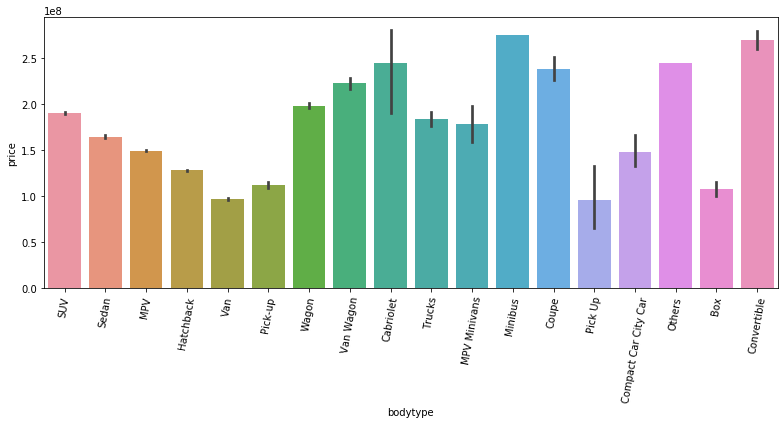 1e8
2.5
2.0
1.5
1.0
0.5
0.0
price
SUV
Sedan
MPV
Hatchback
Van
Pick-up
Wagon
Van Wagon
Cabriolet
Trucks
MPV Minivans
Minibus
Coupe
Pick Up
Compact Car City Car
Others
Box
Convertible
bodytype